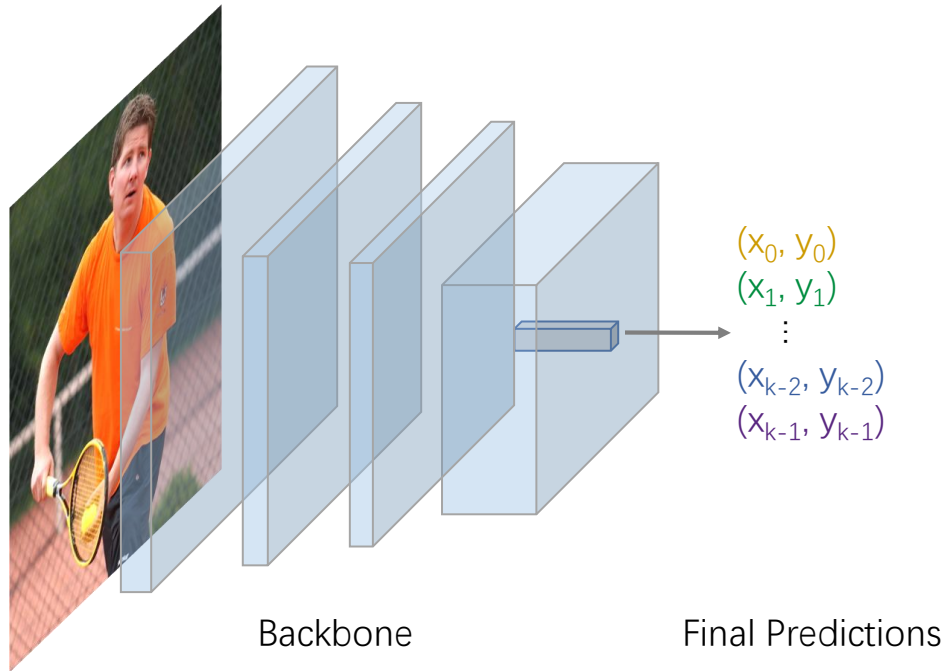 (x₀, y₀)
(x₁, y₁)
⋮
(xₖ₋₂, yₖ₋₂)
(xₖ₋₁, yₖ₋₁)
Backbone
Final Predictions